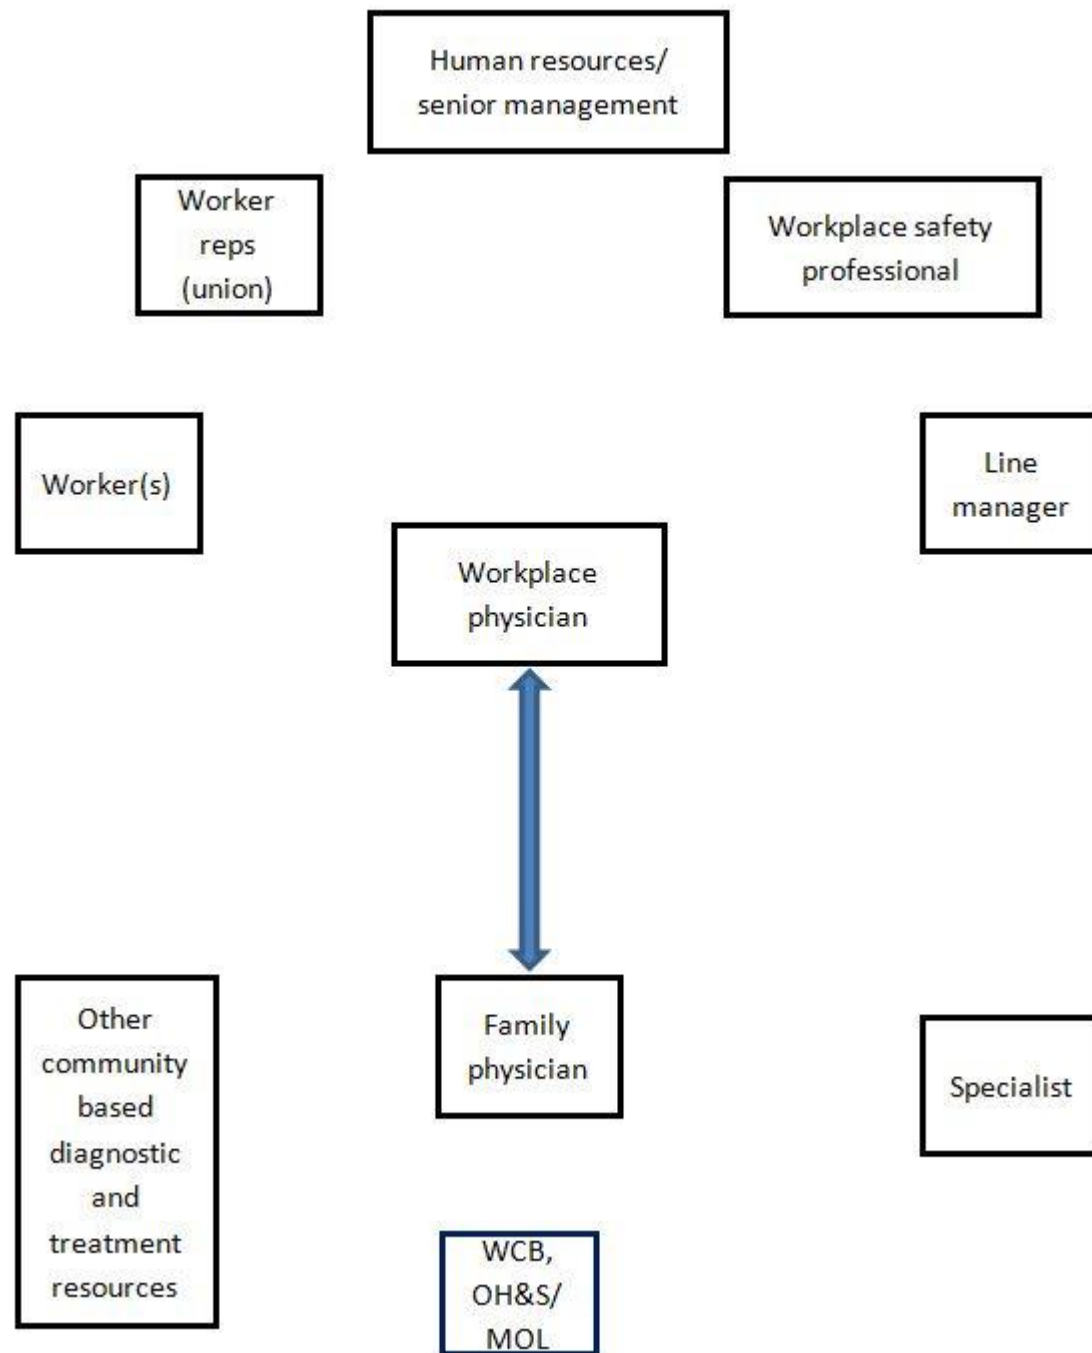 Human resources/
senior management
Worker
reps
(union)
Workplace safety
professional
Worker(s)
Line
manager
Workplace
physician
Other
community
based
diagnostic
and
treatment
resources
Family
physician
Specialist
WCB,
OH&S/
MOL